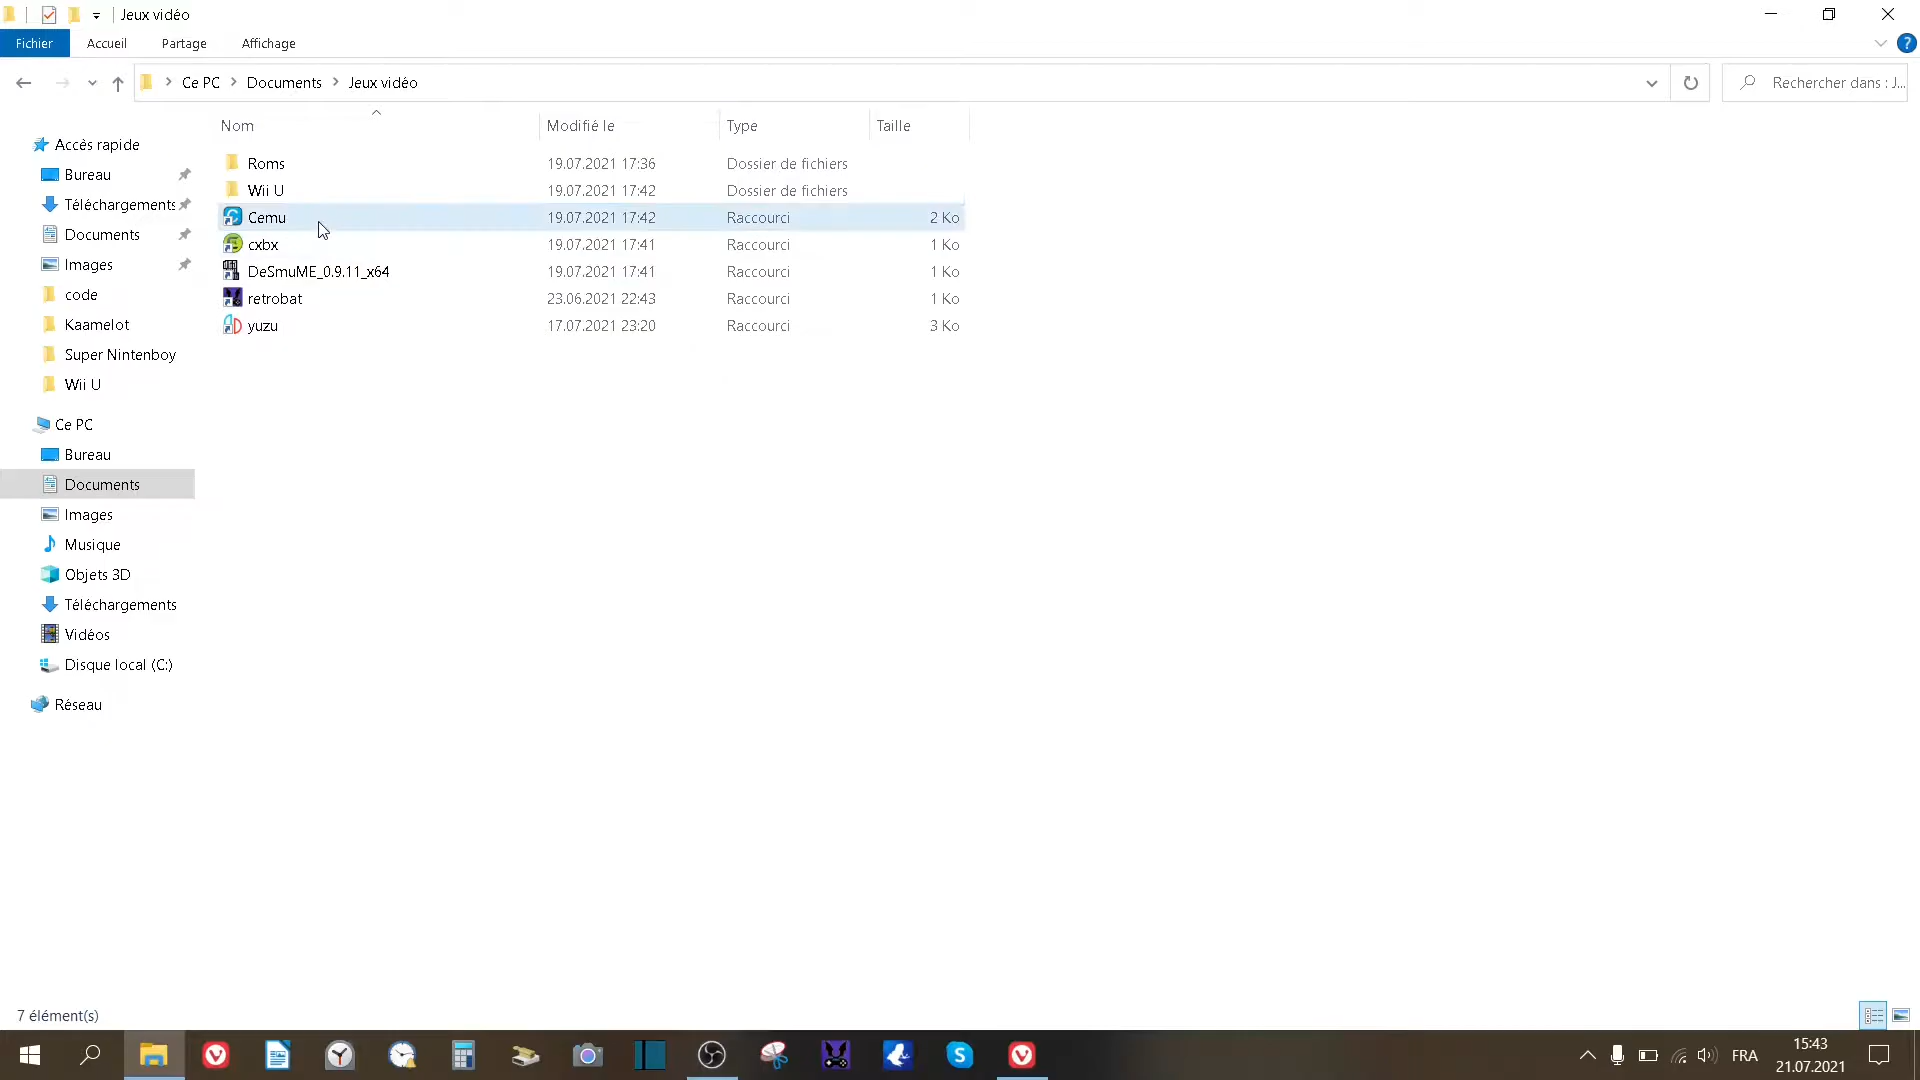 Jeux vidéo
Fichier Accueil Partage Affichage
?
Ce PC > Documents > Jeux vidéo
Rechercher dans : J...
Nom Modifié le Type Taille
Roms 19.07.2021 17:36 Dossier de fichiers
Wii U 19.07.2021 17:42 Dossier de fichiers
Cemu 19.07.2021 17:42 Raccourci 2 Ko
cxbx 19.07.2021 17:41 Raccourci 1 Ko
DeSmuME_0.9.11_x64 19.07.2021 17:41 Raccourci 1 Ko
retrobat 23.06.2021 22:43 Raccourci 1 Ko
yuzu 17.07.2021 23:20 Raccourci 3 Ko
Accès rapide
Bureau
Téléchargements
Documents
Images
code
Kaamelot
Super Nintenboy
Wii U
Ce PC
Bureau
Documents
Images
Musique
Objets 3D
Téléchargements
Vidéos
Disque local (C:)
Réseau
7 élément(s)
FRA
15:43
21.07.2021